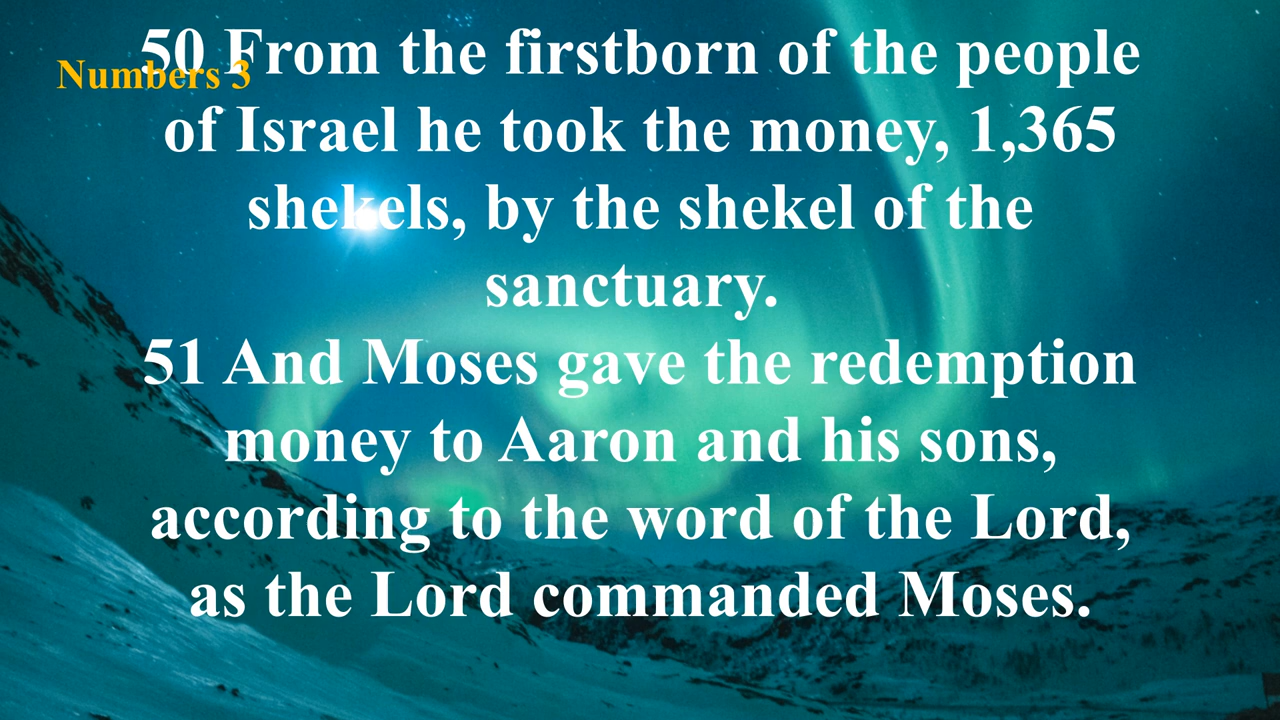 Numbers 3
50 From the firstborn of the people
of Israel he took the money, 1,365
shekels, by the shekel of the
sanctuary.
51 And Moses gave the redemption
money to Aaron and his sons,
according to the word of the Lord,
as the Lord commanded Moses.